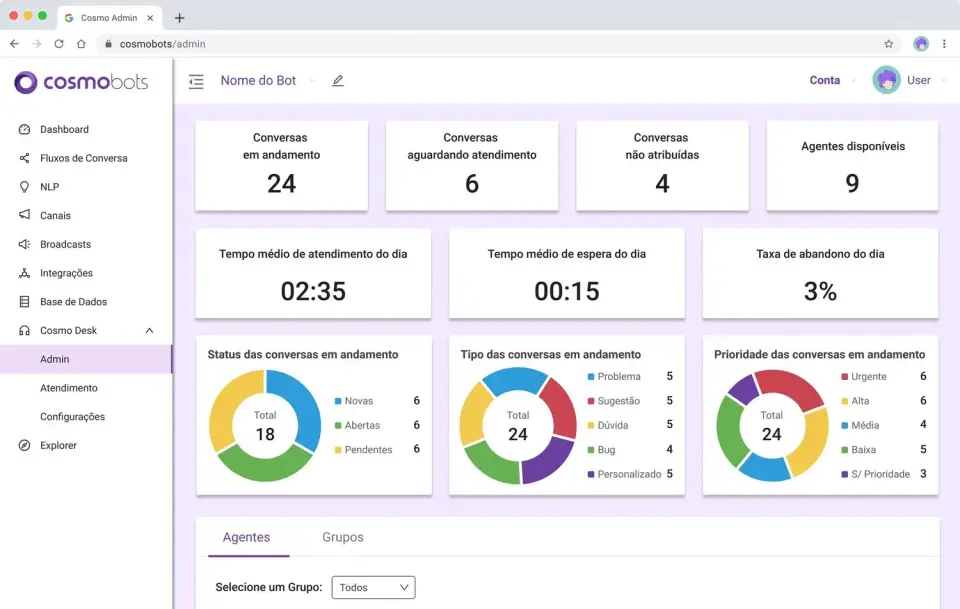 Cosmo Admin
cosmobots/admin
cosmobots
Nome do Bot
Conta
User
Dashboard
Fluxos de Conversa
NLP
Canais
Broadcasts
Integrações
Base de Dados
Cosmo Desk
Admin
Atendimento
Configurações
Explorer
Conversas
em andamento
24
Conversas
aguardando atendimento
6
Conversas
não atribuídas
4
Agentes disponíveis
9
Tempo médio de atendimento do dia
02:35
Tempo médio de espera do dia
00:15
Taxa de abandono do dia
3%
Status das conversas em andamento
Total
18
Novas 6
Abertas 6
Pendentes 6
Tipo das conversas em andamento
Total
24
Problema 5
Sugestão 5
Dúvida 5
Bug 4
Personalizado 5
Prioridade das conversas em andamento
Total
24
Urgente 6
Alta 6
Média 4
Baixa 5
S/ Prioridade 3
Agentes
Grupos
Selecione um Grupo: Todos